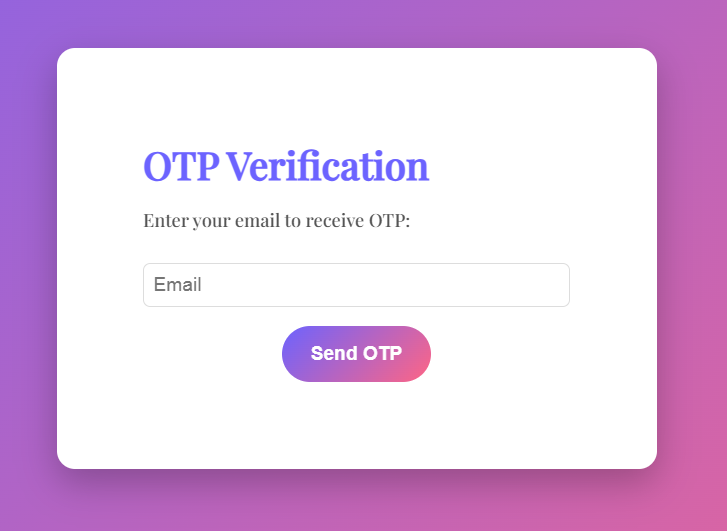 OTP Verification
Enter your email to receive OTP:
Email
Send OTP